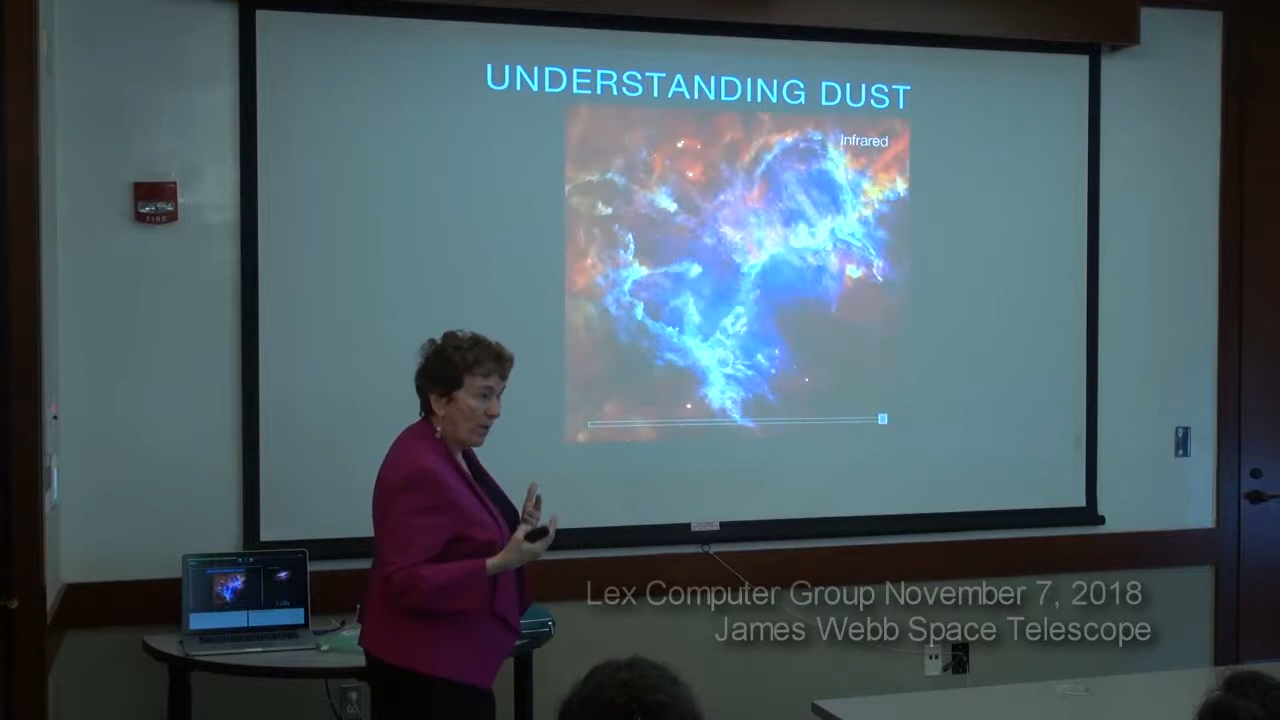 UNDERSTANDING DUST
Infrared
FIRE
Lex Computer Group November 7, 2018
James Webb Space Telescope